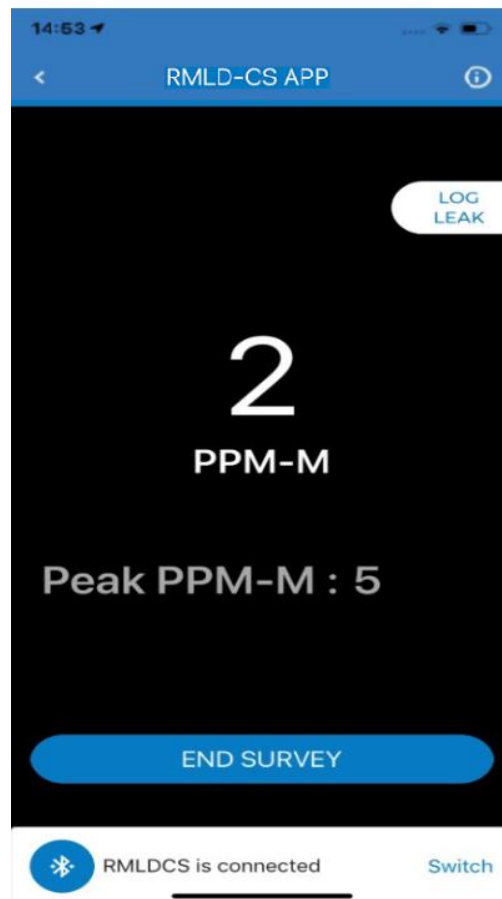 14:53
RMLD-CS APP
LOG
LEAK
2
PPM-M
Peak PPM-M : 5
END SURVEY
RMLDCS is connected
Switch